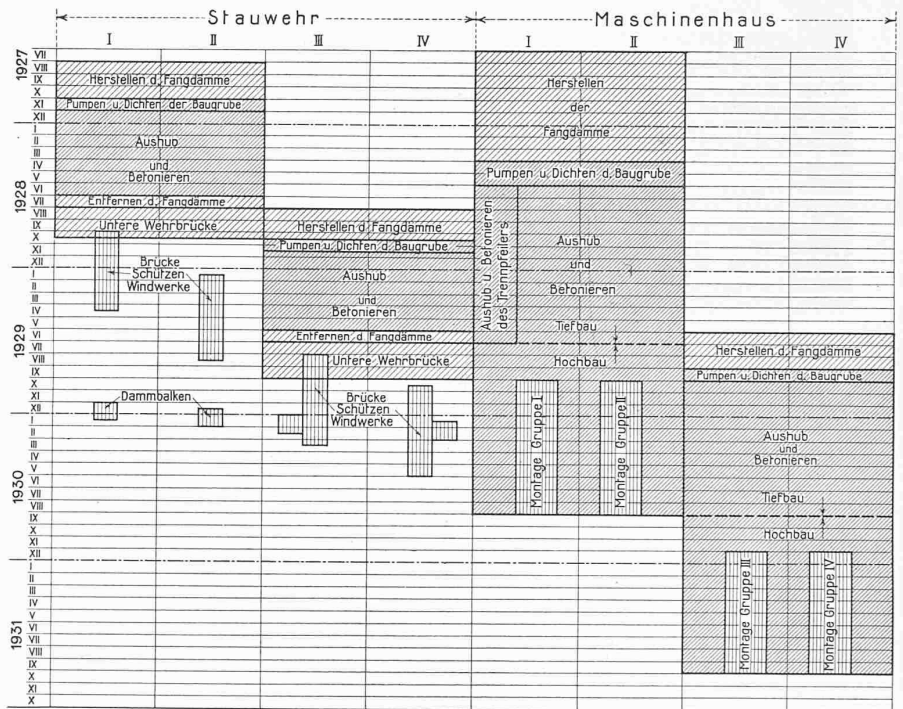 Stauwehr Maschinenhaus
I II III IV I II III IV
1927
VII
VIII
IX
X
XI
XII
1928
I
II
III
IV
V
VI
VII
VIII
IX
X
XI
XII
1929
I
II
III
IV
V
VI
VII
VIII
IX
X
XI
XII
1930
I
II
III
IV
V
VI
VII
VIII
IX
X
XI
XII
1931
I
II
III
IV
V
VI
VII
VIII
IX
X
XI
X
Herstellen d. Fangdämme
Pumpen u. Dichten der Baugrube
Aushub
und
Betonieren
Entfernen d. Fangdämme
Untere Wehrbrücke
Brücke
Schützen
Windwerke
Dammbalken
Herstellen d. Fangdämme
Pumpen u. Dichten d. Baugrube
Aushub
und
Betonieren
Entfernen d. Fangdämme
Untere Wehrbrücke
Brücke
Schützen
Windwerke
Herstellen
der
Fangdämme
Pumpen u. Dichten d. Baugrube
Aushub u. Betonieren
des Trennpfeilers
Aushub
und
Betonieren
Tiefbau
Hochbau
Montage Gruppe I
Montage Gruppe II
Herstellen d. Fangdämme
Pumpen u. Dichten d. Baugrube
Aushub
und
Betonieren
Tiefbau
Hochbau
Montage Gruppe III
Montage Gruppe IV